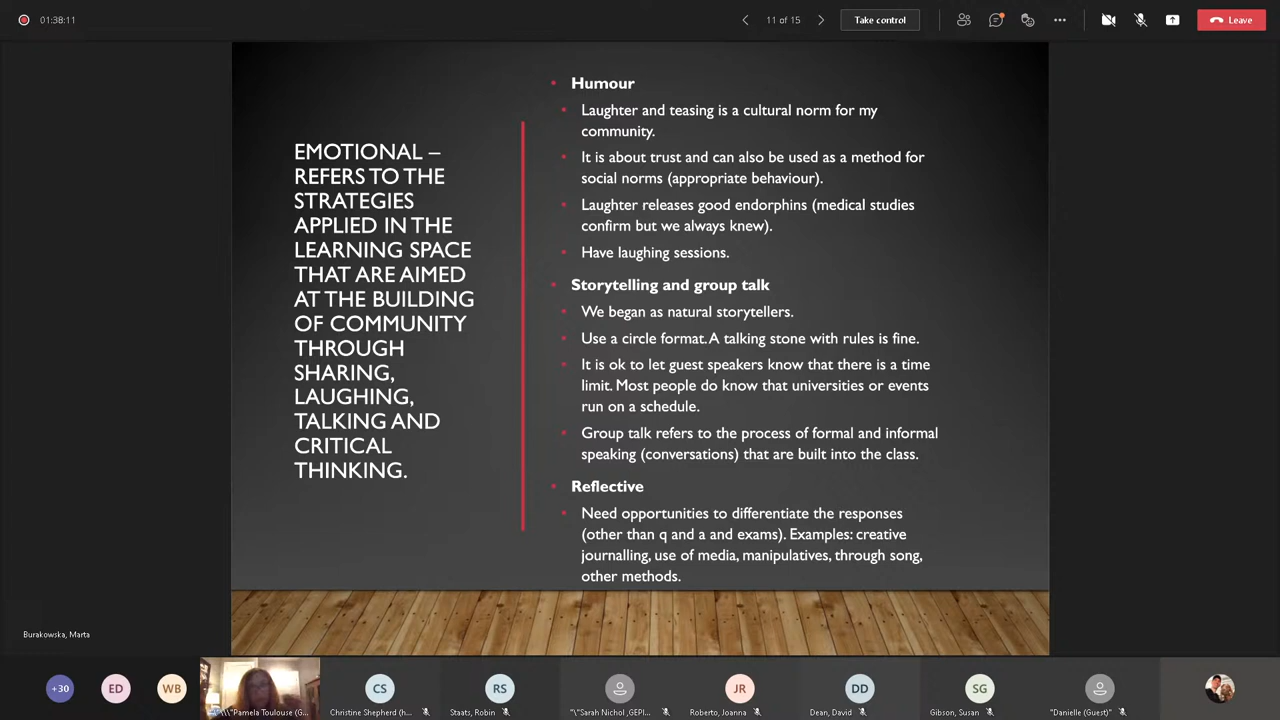 01:38:11
11 of 15
Take control
Leave
EMOTIONAL –
REFERS TO THE
STRATEGIES
APPLIED IN THE
LEARNING SPACE
THAT ARE AIMED
AT THE BUILDING
OF COMMUNITY
THROUGH
SHARING,
LAUGHING,
TALKING AND
CRITICAL
THINKING.
• Humour
• Laughter and teasing is a cultural norm for my
community.
• It is about trust and can also be used as a method for
social norms (appropriate behaviour).
• Laughter releases good endorphins (medical studies
confirm but we always knew).
• Have laughing sessions.
• Storytelling and group talk
• We began as natural storytellers.
• Use a circle format. A talking stone with rules is fine.
• It is ok to let guest speakers know that there is a time
limit. Most people do know that universities or events
run on a schedule.
• Group talk refers to the process of formal and informal
speaking (conversations) that are built into the class.
• Reflective
• Need opportunities to differentiate the responses
(other than q and a and exams). Examples: creative
journalling, use of media, manipulatives, through song,
other methods.
Burakowska, Marta
+30
ED
WB
CS
RS
JR
DD
SG
"Pamela Toulouse (G...
Christine Shepherd (h...
Staats, Robin
"\"Sarah Nichol ,GEPI...
Roberto, Joanna
Dean, David
Gibson, Susan
"Danielle (Guest)"